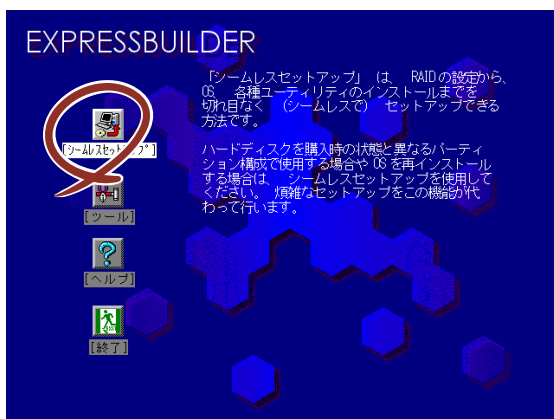 EXPRESSBUILDER
「シームレスセットアップ」 は、 RAIDの設定から、
OS、 各種ユーティリティのインストールまでを
切れ目なく (シームレスで) セットアップできる
方法です。
ハードディスクを購入時の状態と異なるパーティ
ション構成で使用する場合や OS を再インストール
する場合は、 シームレスセットアップを使用して
ください。 煩雑なセットアップをこの機能が代
わって行います。
[シームレスセットアップ]
[ツール]
[ヘルプ]
[終了]